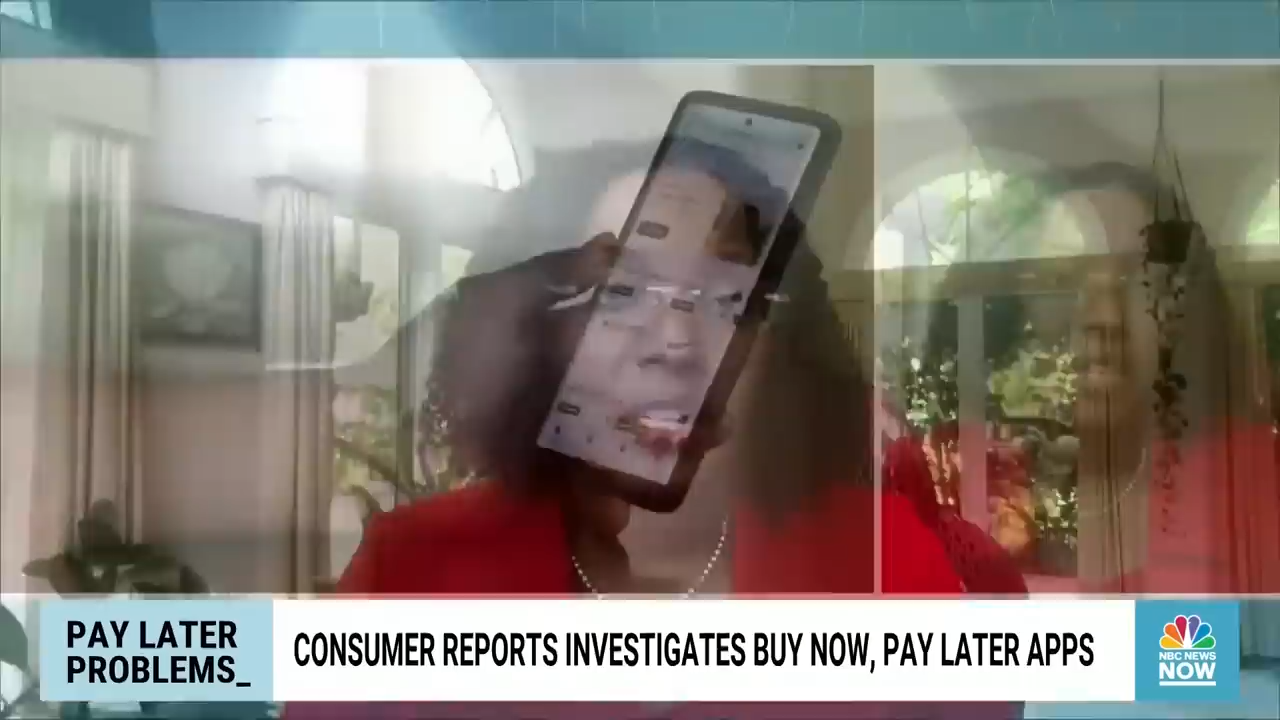 PAY LATER
PROBLEMS_
CONSUMER REPORTS INVESTIGATES BUY NOW, PAY LATER APPS
NBC NEWS
NOW